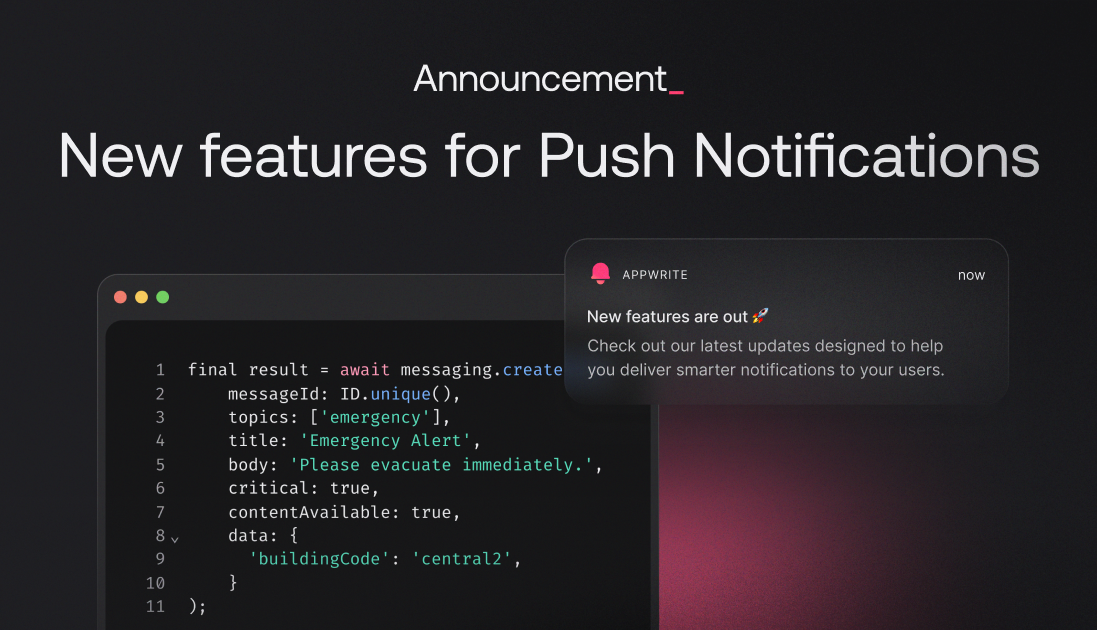 Announcement_
New features for Push Notifications
APPWRITE
now
New features are out 🚀
Check out our latest updates designed to help
you deliver smarter notifications to your users.
1 final result = await messaging.create
2 messageId: ID.unique(),
3 topics: ['emergency'],
4 title: 'Emergency Alert',
5 body: 'Please evacuate immediately.',
6 critical: true,
7 contentAvailable: true,
8 data: {
9 'buildingCode': 'central2',
10 }
11 );